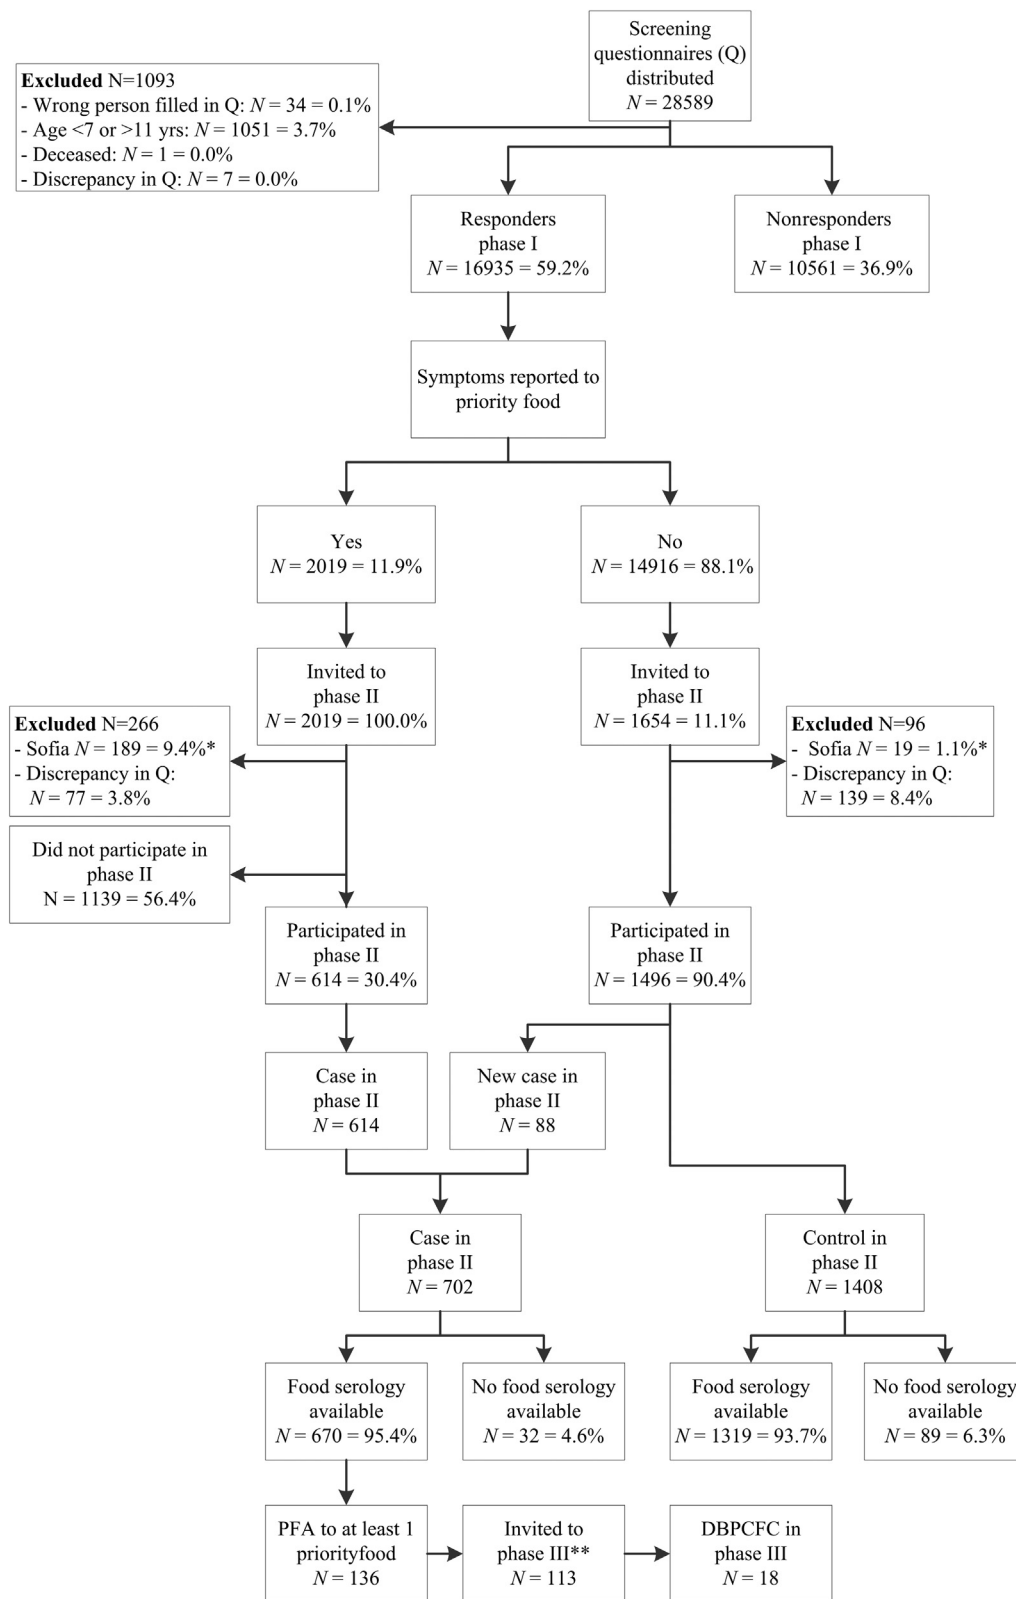 Screening
questionnaires (Q)
distributed
N = 28589
Excluded N=1093
- Wrong person filled in Q: N = 34 = 0.1%
- Age <7 or >11 yrs: N = 1051 = 3.7%
- Deceased: N = 1 = 0.0%
- Discrepancy in Q: N = 7 = 0.0%
Responders
phase I
N = 16935 = 59.2%
Nonresponders
phase I
N = 10561 = 36.9%
Symptoms reported to
priority food
Yes
N = 2019 = 11.9%
No
N = 14916 = 88.1%
Invited to
phase II
N = 2019 = 100.0%
Invited to
phase II
N = 1654 = 11.1%
Excluded N=266
- Sofia N = 189 = 9.4%*
- Discrepancy in Q:
N = 77 = 3.8%
Excluded N=96
- Sofia N = 19 = 1.1%*
- Discrepancy in Q:
N = 139 = 8.4%
Did not participate in
phase II
N = 1139 = 56.4%
Participated in
phase II
N = 614 = 30.4%
Participated in
phase II
N = 1496 = 90.4%
Case in
phase II
N = 614
New case in
phase II
N = 88
Case in
phase II
N = 702
Control in
phase II
N = 1408
Food serology
available
N = 670 = 95.4%
No food serology
available
N = 32 = 4.6%
Food serology
available
N = 1319 = 93.7%
No food serology
available
N = 89 = 6.3%
PFA to at least 1
priorityfood
N = 136
Invited to
phase III**
N = 113
DBPCFC in
phase III
N = 18